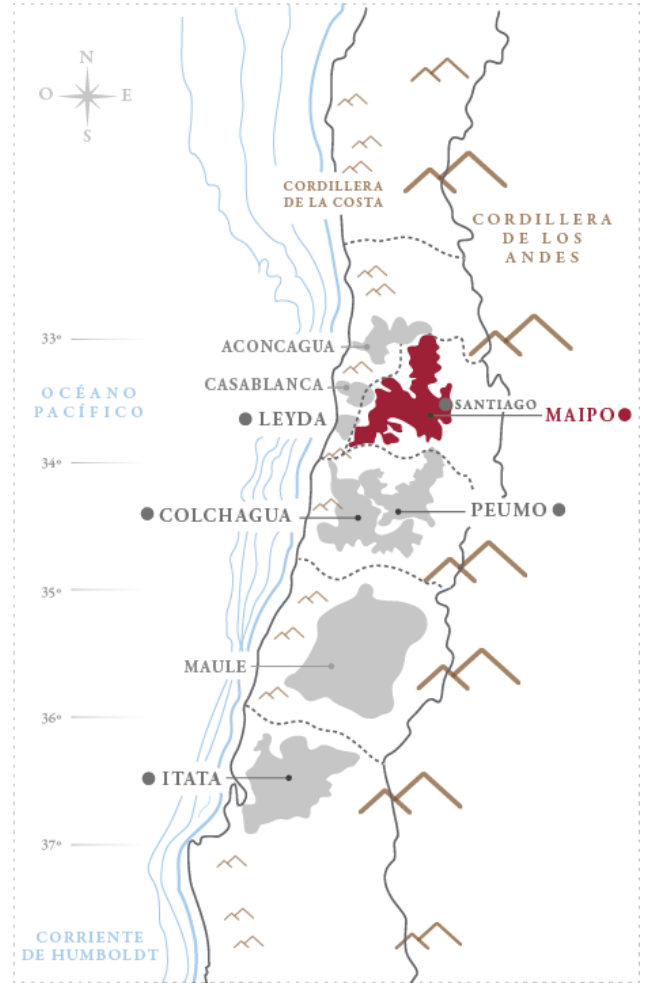 N
O
E
S
CORDILLERA
DE LA COSTA
CORDILLERA
DE LOS
ANDES
33º
ACONCAGUA
CASABLANCA
OCÉANO
PACÍFICO
LEYDA
SANTIAGO
MAIPO
34º
COLCHAGUA
PEUMO
35º
MAULE
36º
ITATA
37º
CORRIENTE
DE HUMBOLDT